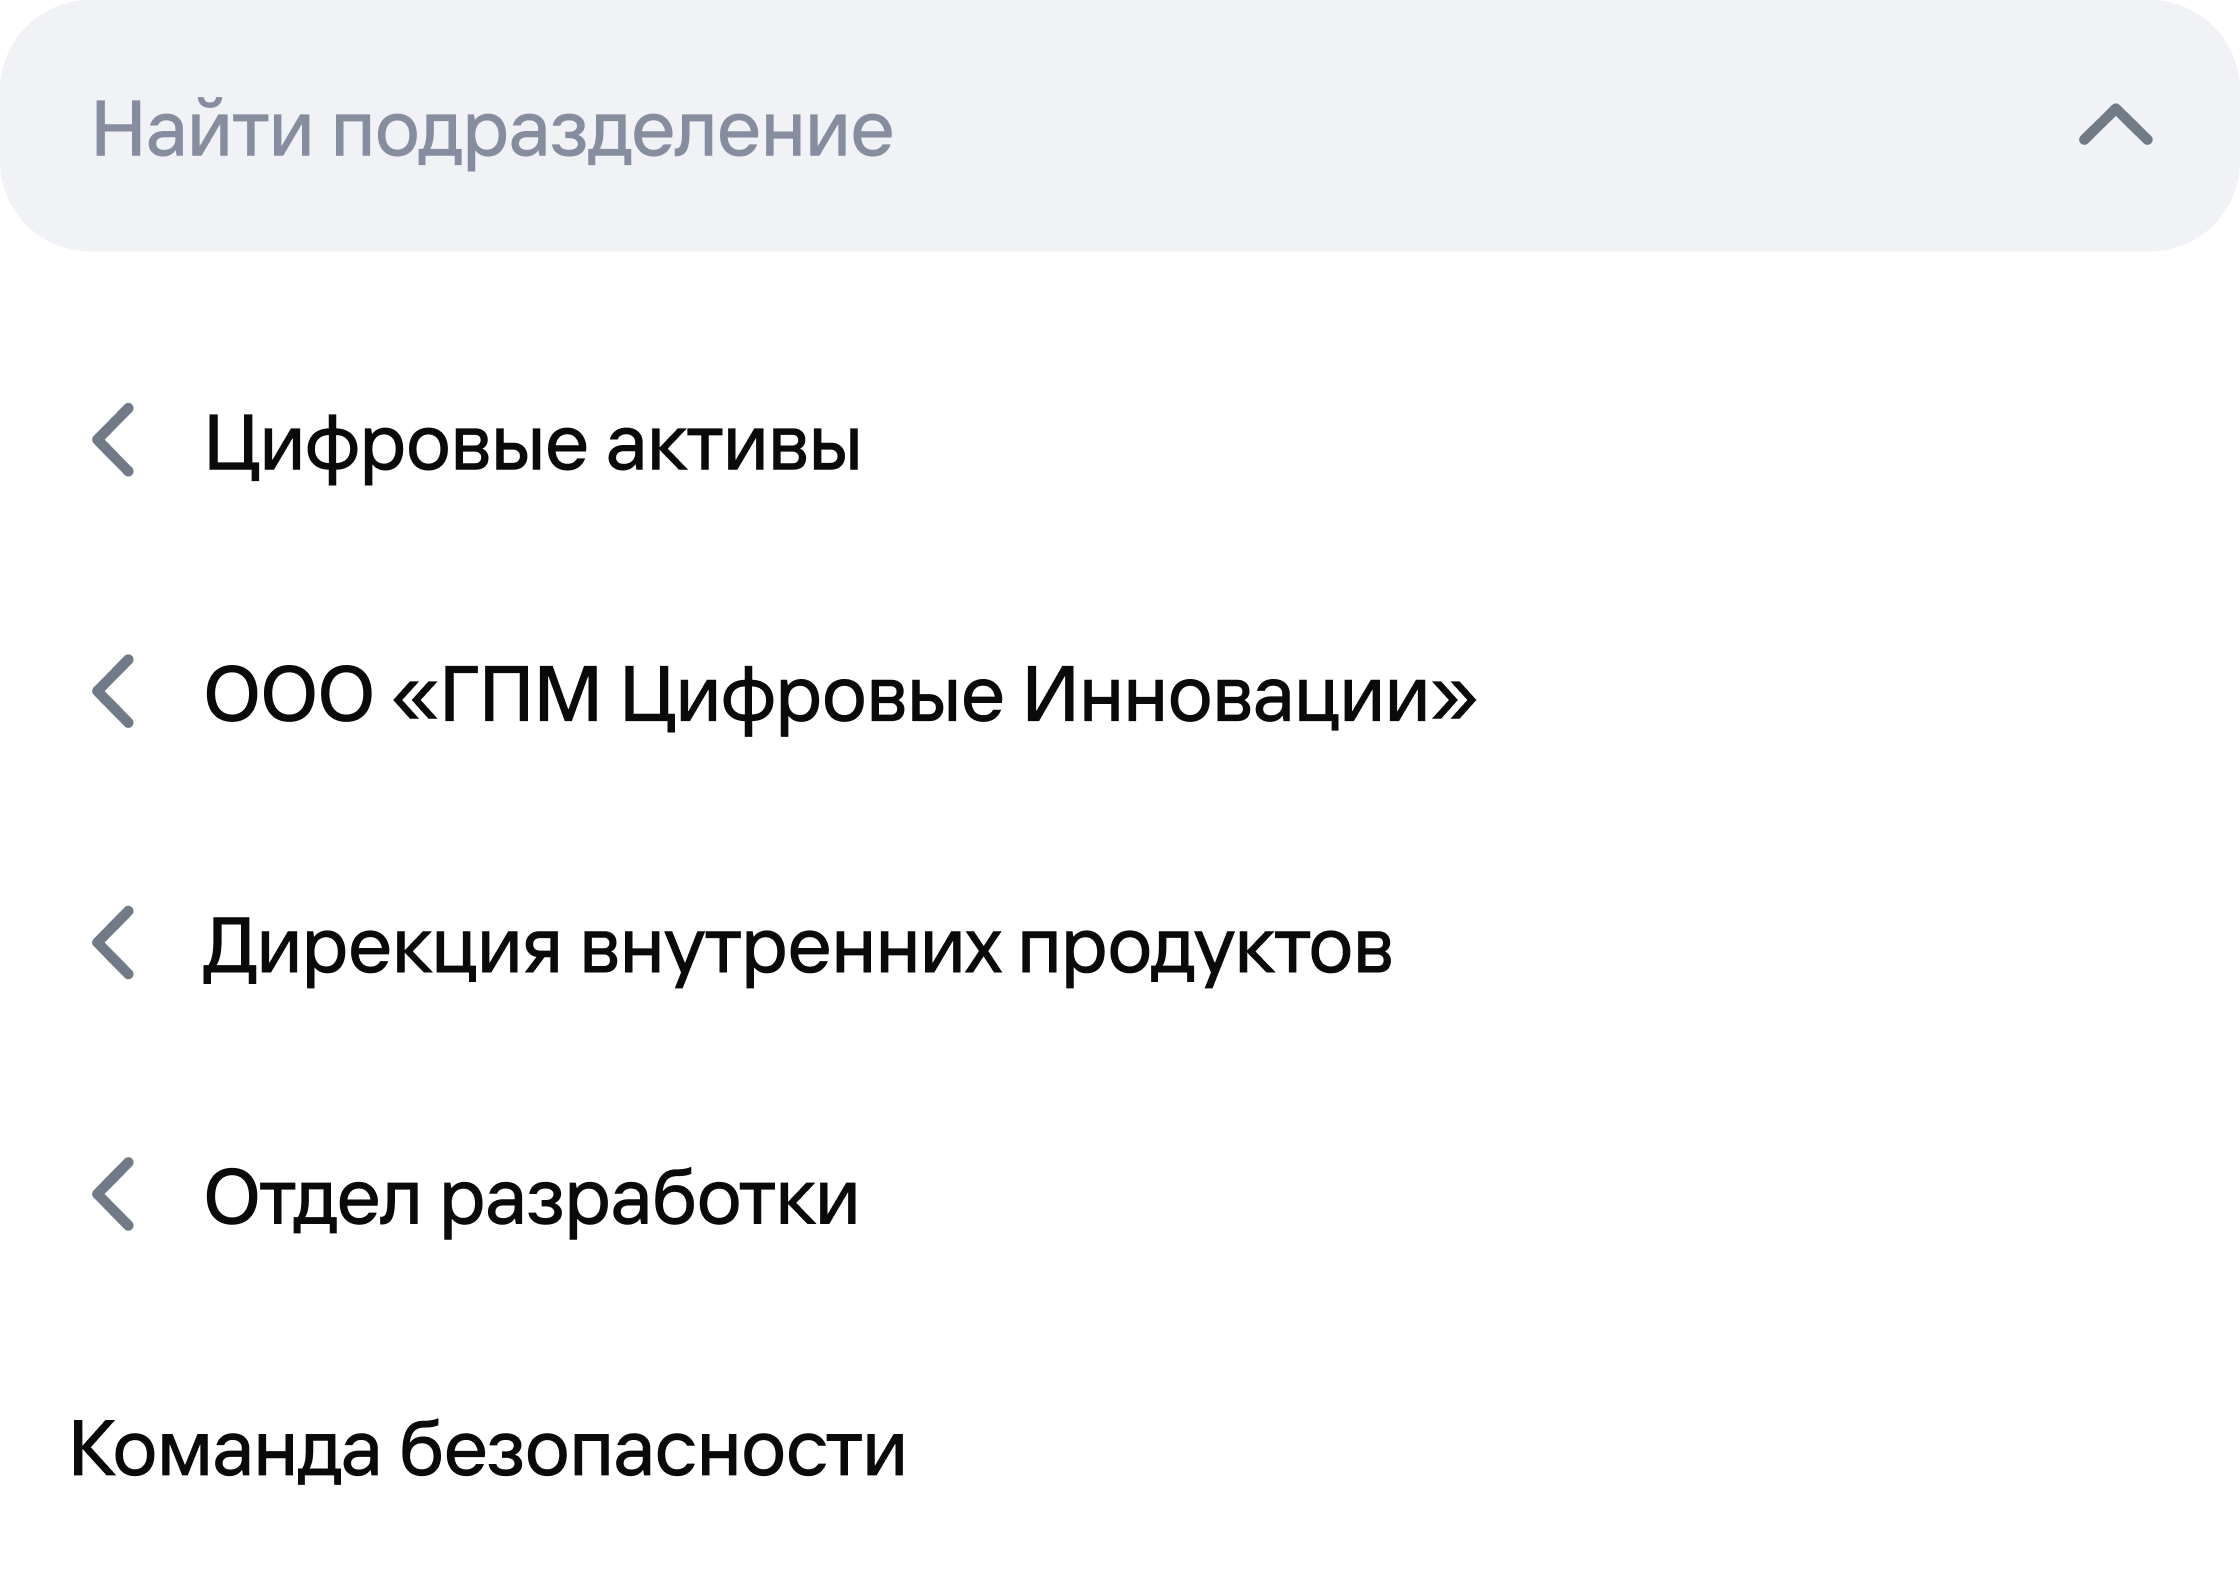 Найти подразделение
Цифровые активы
ООО «ГПМ Цифровые Инновации»
Дирекция внутренних продуктов
Отдел разработки
Команда безопасности